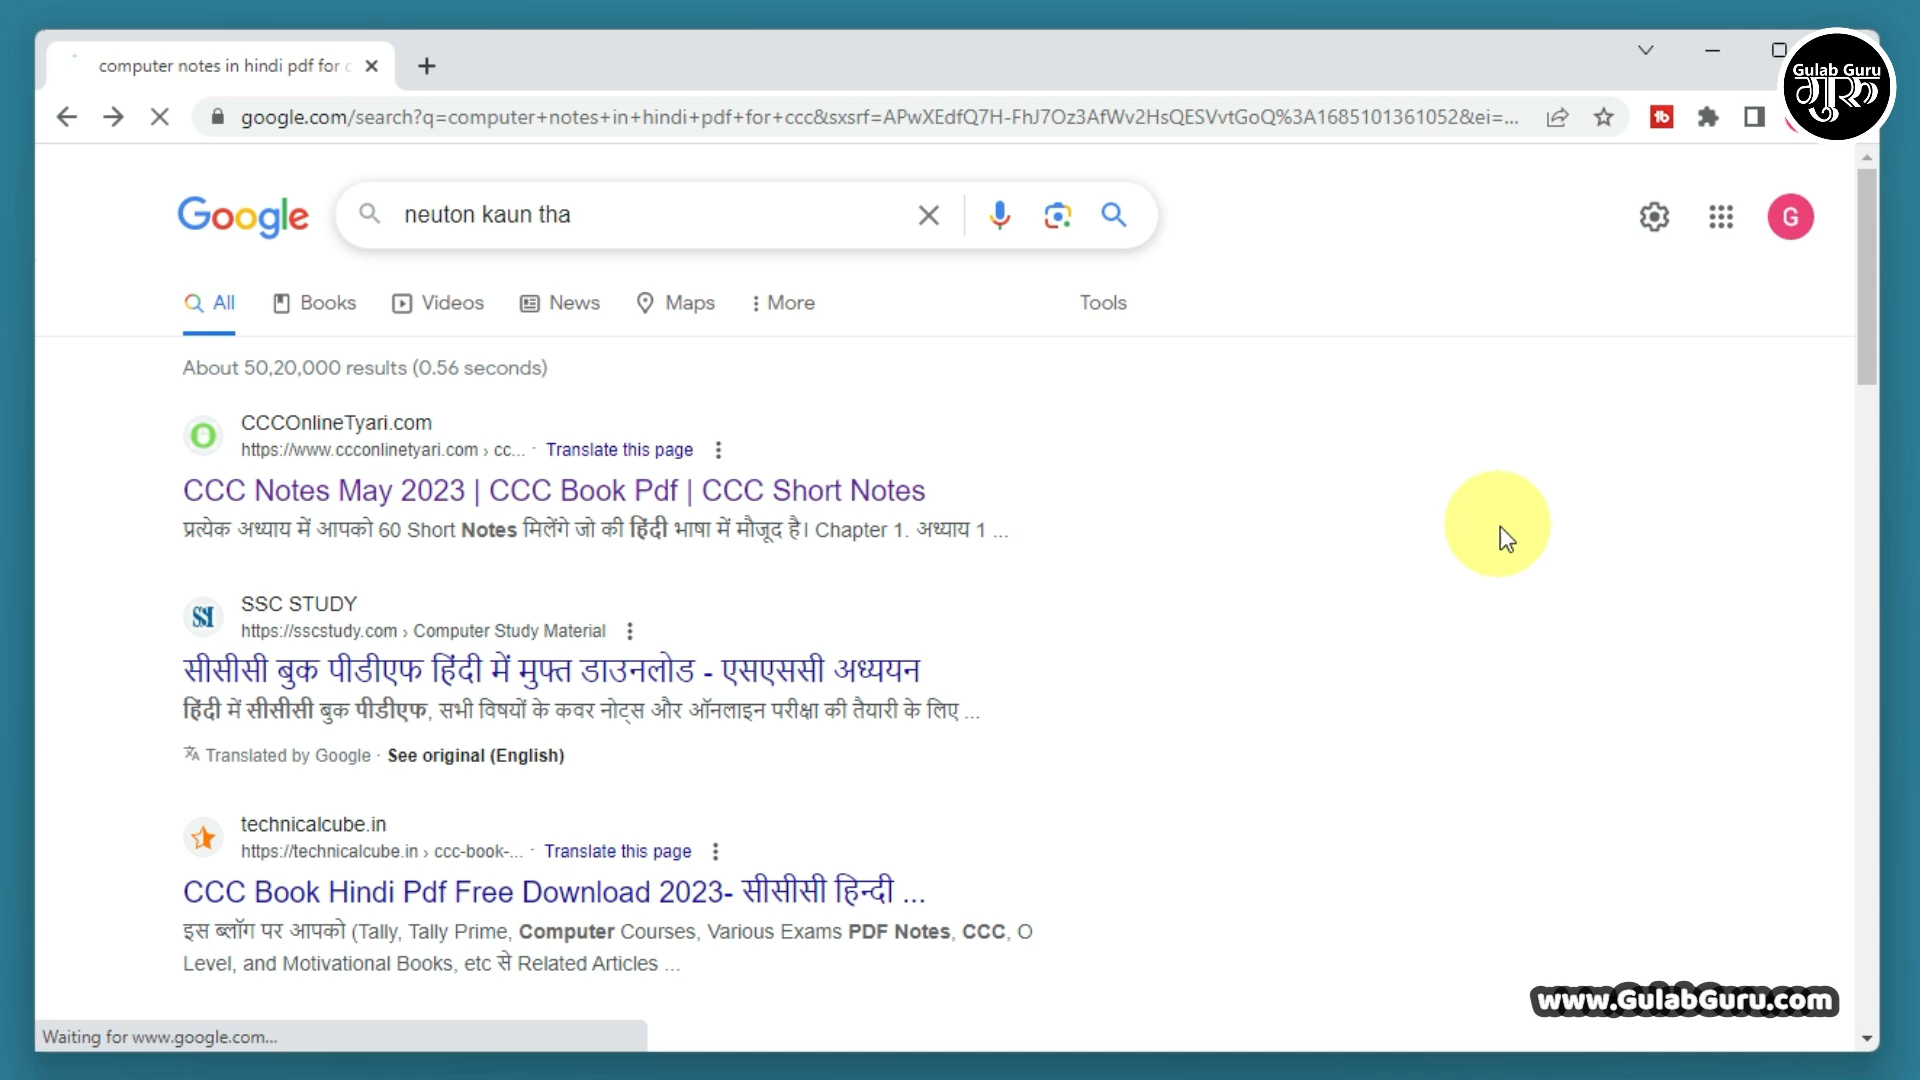 computer notes in hindi pdf for c
Gulab Guru
गुरु
google.com/search?q=computer+notes+in+hindi+pdf+for+ccc&sxsrf=APwXEdfQ7H-FhJ7Oz3AfWv2HsQESVvtGoQ%3A1685101361052&ei=...
Google
neuton kaun tha
G
All Books Videos News Maps More Tools
About 50,20,000 results (0.56 seconds)
CCCOnlineTyari.com
https://www.ccconlinetyari.com › cc... · Translate this page
CCC Notes May 2023 | CCC Book Pdf | CCC Short Notes
प्रत्येक अध्याय में आपको 60 Short Notes मिलेंगे जो की हिंदी भाषा में मौजूद है। Chapter 1. अध्याय 1 ...
SSC STUDY
https://sscstudy.com › Computer Study Material
सीसीसी बुक पीडीएफ हिंदी में मुफ्त डाउनलोड - एसएससी अध्ययन
हिंदी में सीसीसी बुक पीडीएफ, सभी विषयों के कवर नोट्स और ऑनलाइन परीक्षा की तैयारी के लिए ...
Translated by Google · See original (English)
technicalcube.in
https://technicalcube.in › ccc-book-... · Translate this page
CCC Book Hindi Pdf Free Download 2023- सीसीसी हिन्दी ...
इस ब्लॉग पर आपको (Tally, Tally Prime, Computer Courses, Various Exams PDF Notes, CCC, O
Level, and Motivational Books, etc से Related Articles ...
www.GulabGuru.com
Waiting for www.google.com...